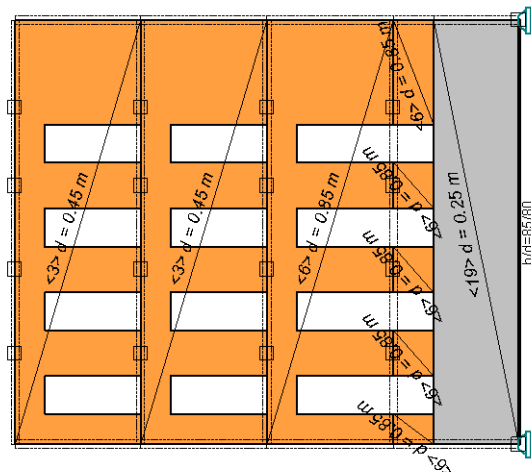 <6> d = 0.85 m
<3> d = 0.45 m
<3> d = 0.45 m
<6> d = 0.85 m
<19> d = 0.25 m
b/d=85/80
<6> d = 0.85 m
<6> d = 0.85 m
<6> d = 0.85 m
<6> d = 0.85 m